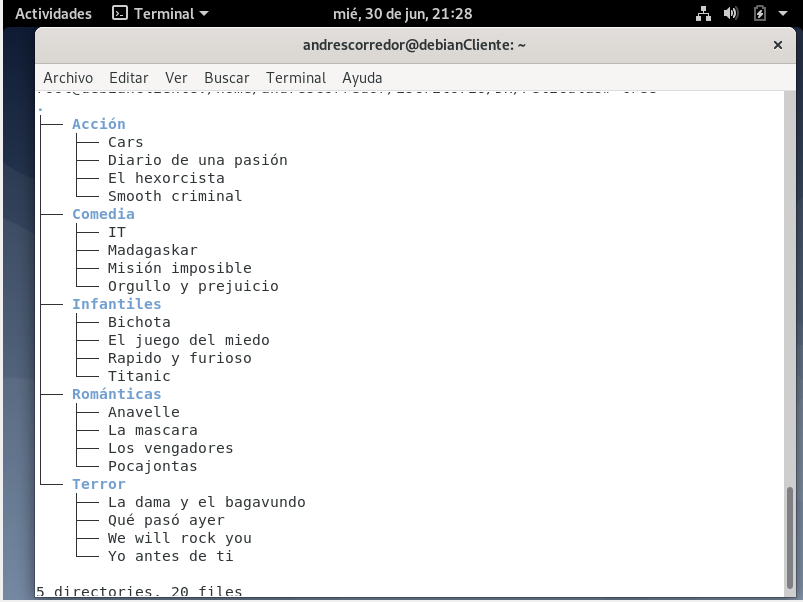 Actividades Terminal mié, 30 de jun, 21:28
andrescorredor@debianCliente: ~ ×
Archivo Editar Ver Buscar Terminal Ayuda
.
├── Acción
│   ├── Cars
│   ├── Diario de una pasión
│   ├── El hexorcista
│   └── Smooth criminal
├── Comedia
│   ├── IT
│   ├── Madagaskar
│   ├── Misión imposible
│   └── Orgullo y prejuicio
├── Infantiles
│   ├── Bichota
│   ├── El juego del miedo
│   ├── Rapido y furioso
│   └── Titanic
├── Románticas
│   ├── Anavelle
│   ├── La mascara
│   ├── Los vengadores
│   └── Pocajontas
└── Terror
    ├── La dama y el bagavundo
    ├── Qué pasó ayer
    ├── We will rock you
    └── Yo antes de ti
5 directories, 20 files